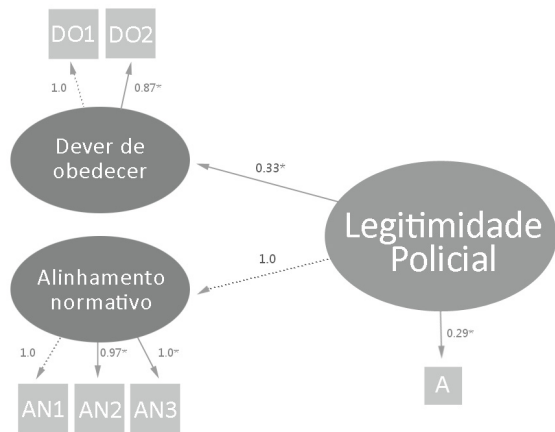 DO1 DO2
1.0 0.87*
Dever de
obedecer
0.33*
Legitimidade
Policial
1.0
Alinhamento
normativo
0.29*
1.0 0.97* 1.0*
A
AN1 AN2 AN3